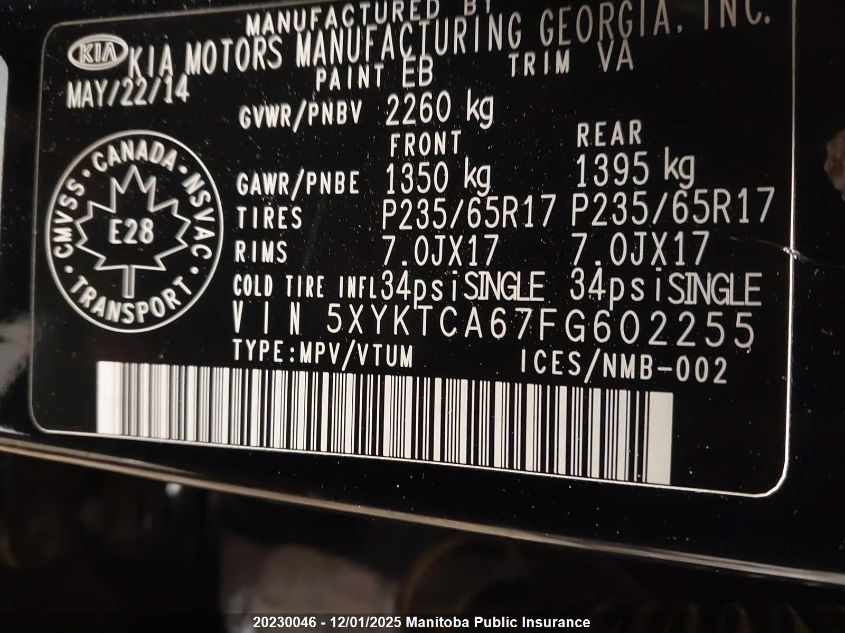 MANUFACTURED BY
KIA KIA MOTORS MANUFACTURING GEORGIA, INC.
MAY/22/14 PAINT EB TRIM VA
GVWR/PNBV 2260 kg
FRONT REAR
GAWR/PNBE 1350 kg 1395 kg
TIRES P235/65R17 P235/65R17
RIMS 7.0JX17 7.0JX17
COLD TIRE INFL 34psiSINGLE 34psiSINGLE
VIN 5XYKTCA67FG602255
TYPE:MPV/VTUM ICES/NMB-002
CMVSS · CANADA · NSVAC · TRANSPORT ·
E28
20230046 - 12/01/2025 Manitoba Public Insurance